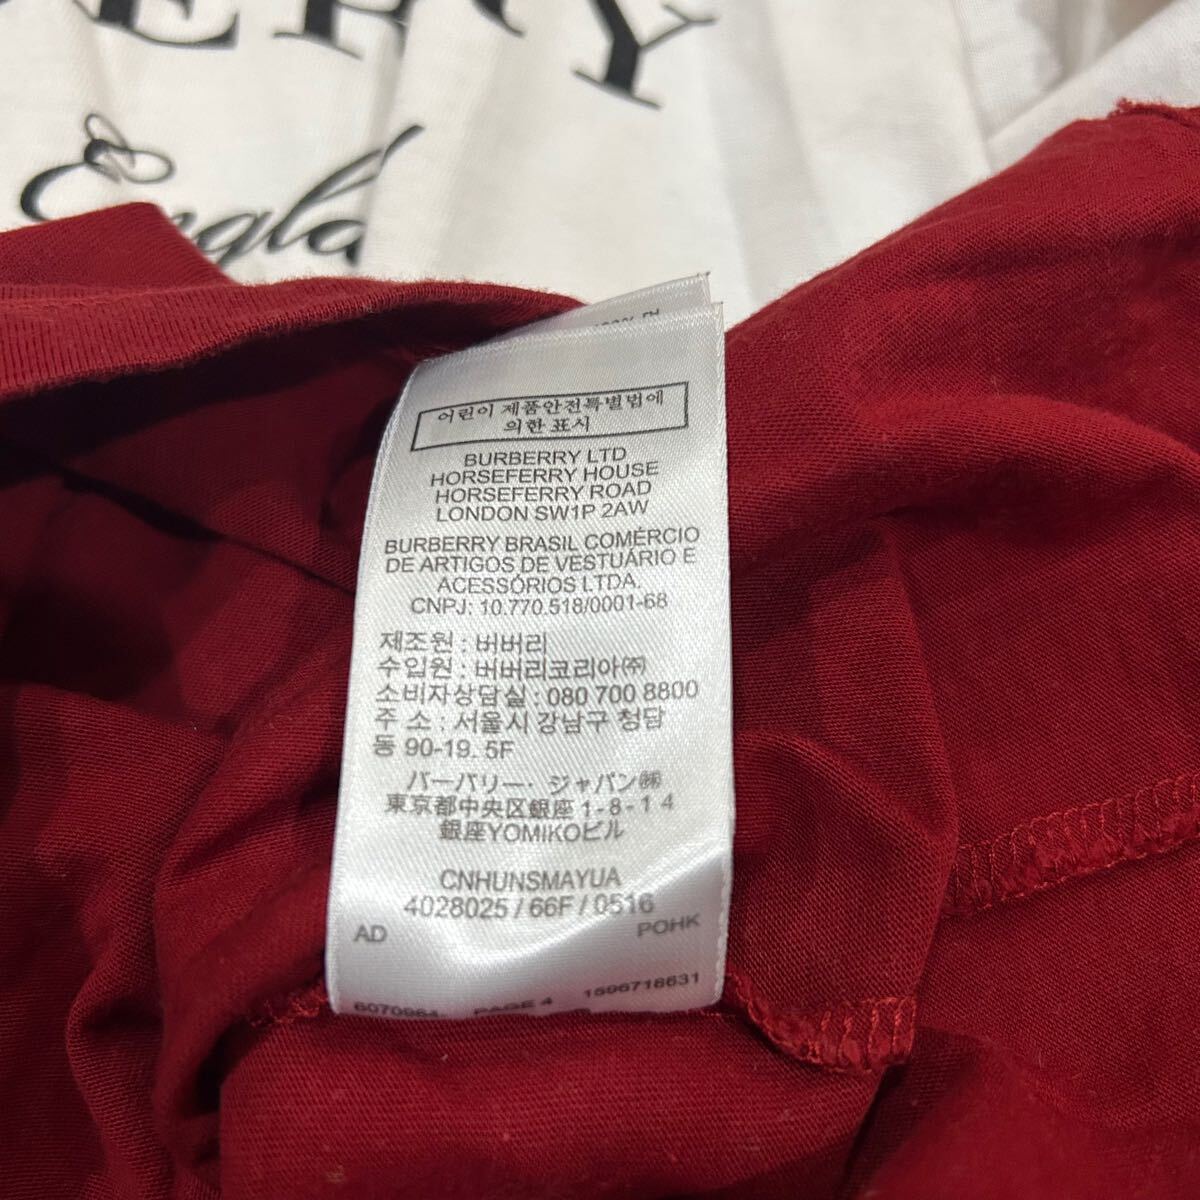 Engla
100% 면
어린이 제품안전특별법에
의한 표시
BURBERRY LTD
HORSEFERRY HOUSE
HORSEFERRY ROAD
LONDON SW1P 2AW
BURBERRY BRASIL COMÉRCIO
DE ARTIGOS DE VESTUÁRIO E
ACESSÓRIOS LTDA.
CNPJ: 10.770.518/0001-68
제조원 : 버버리
수입원 : 버버리코리아㈜
소비자상담실 : 080 700 8800
주 소 : 서울시 강남구 청담
동 90-19. 5F
バーバリー・ジャパン㈱
東京都中央区銀座 1-8-14
銀座YOMIKOビル
CNHUNSMAYUA
4028025 / 66F / 0516
AD POHK
6070964 PAGE 4 1596718631